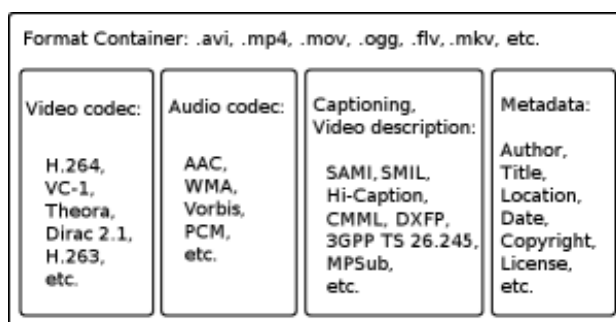 Format Container: .avi, .mp4, .mov, .ogg, .flv, .mkv, etc.
Video codec:
H.264,
VC-1,
Theora,
Dirac 2.1,
H.263,
etc.
Audio codec:
AAC,
WMA,
Vorbis,
PCM,
etc.
Captioning,
Video description:
SAMI, SMIL,
Hi-Caption,
CMML, DXFP,
3GPP TS 26.245,
MPSub,
etc.
Metadata:
Author,
Title,
Location,
Date,
Copyright,
License,
etc.